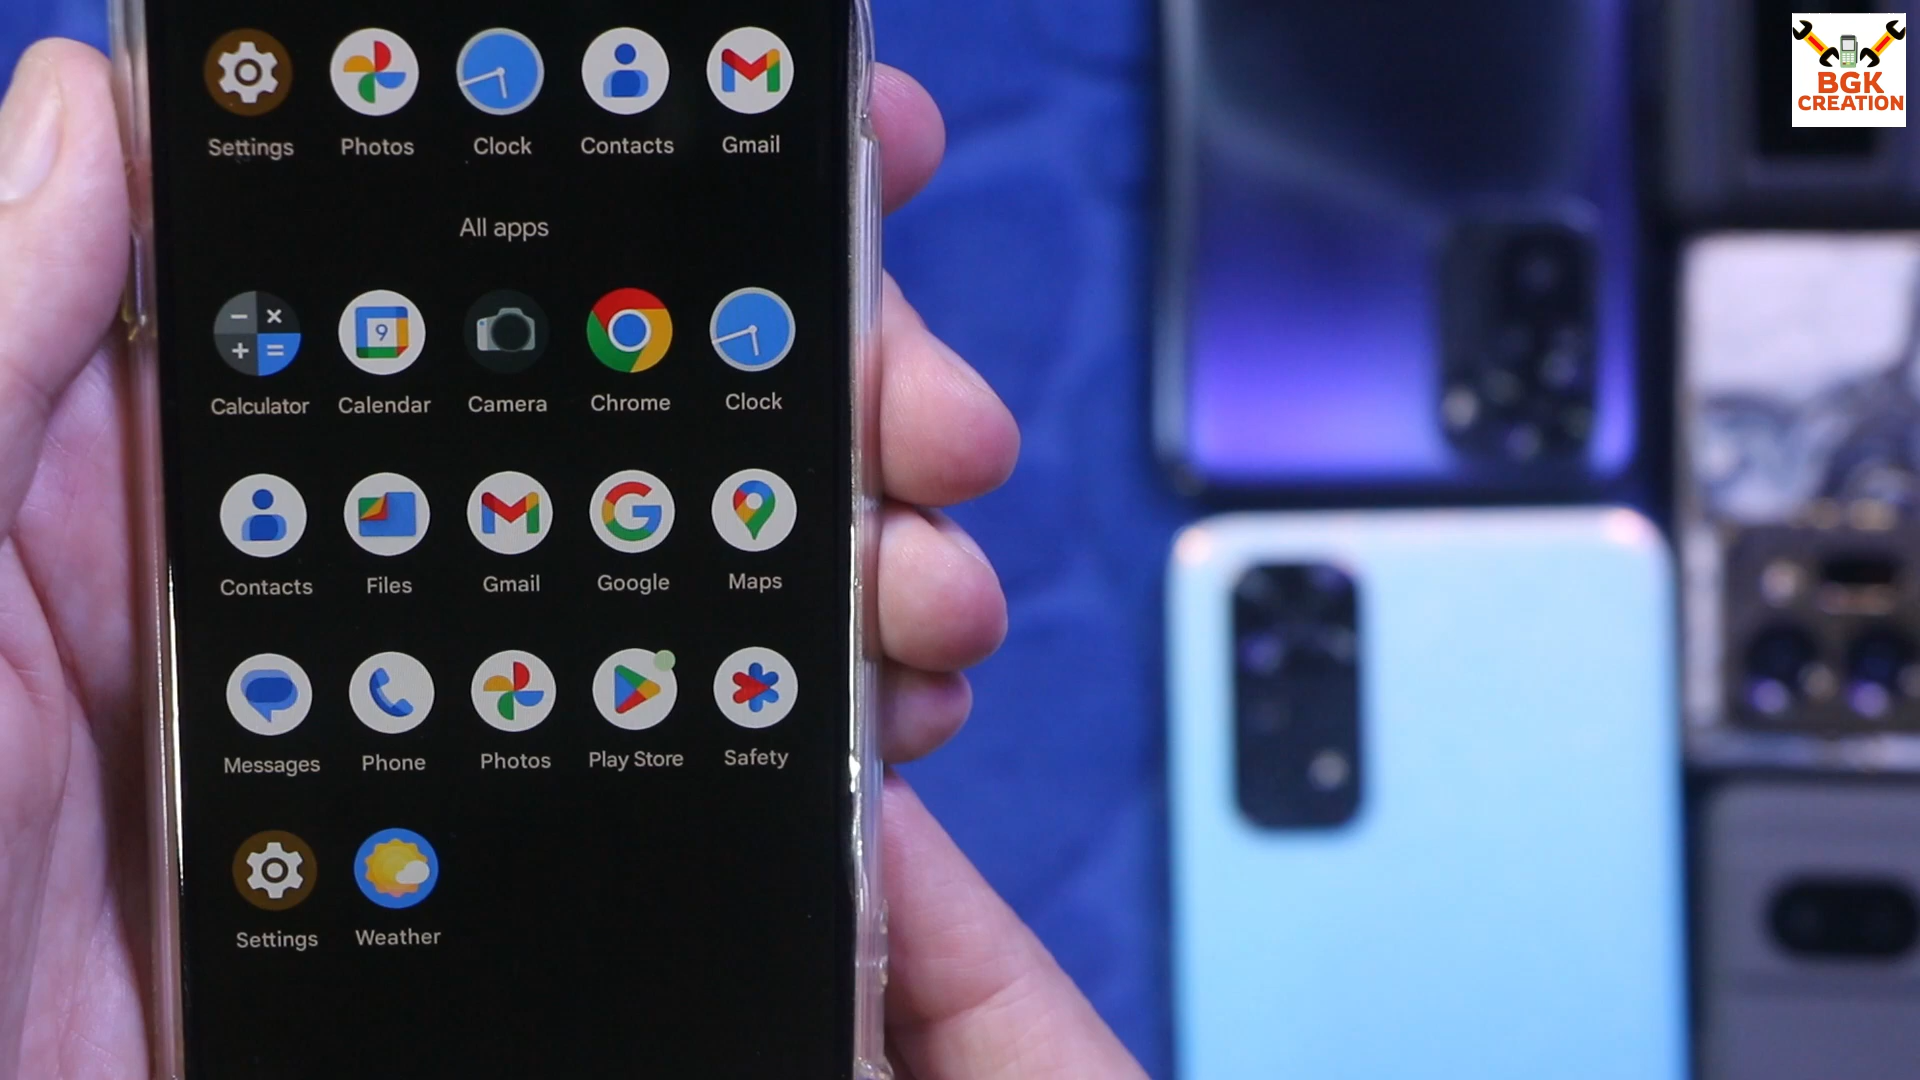 BGK
CREATION
Settings Photos Clock Contacts Gmail
All apps
9
Calculator Calendar Camera Chrome Clock
Contacts Files Gmail Google Maps
Messages Phone Photos Play Store Safety
Settings Weather